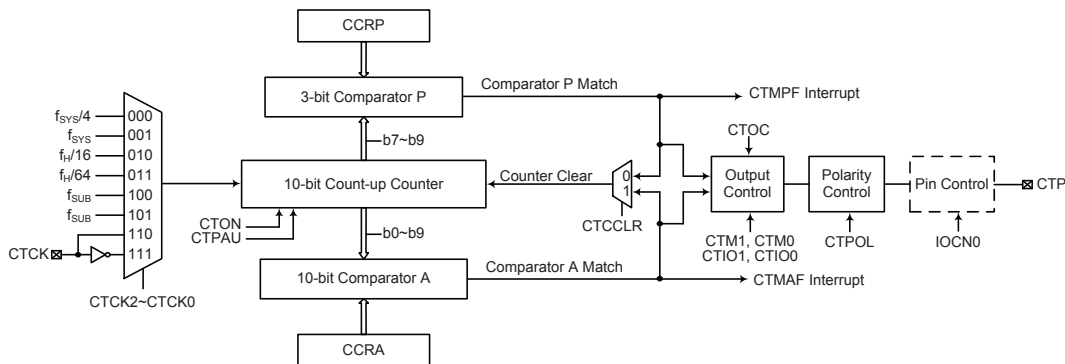 CCRP
3-bit Comparator P
Comparator P Match
CTMPF Interrupt
b7~b9
fSYS/4
000
fSYS
001
fH/16
010
fH/64
011
fSUB
100
fSUB
101
110
CTCK
111
CTCK2~CTCK0
10-bit Count-up Counter
CTON
CTPAU
Counter Clear
0
1
CTCCLR
CTOC
Output
Control
CTM1, CTM0
CTIO1, CTIO0
Polarity
Control
CTPOL
Pin Control
IOCN0
CTP
b0~b9
10-bit Comparator A
Comparator A Match
CTMAF Interrupt
CCRA